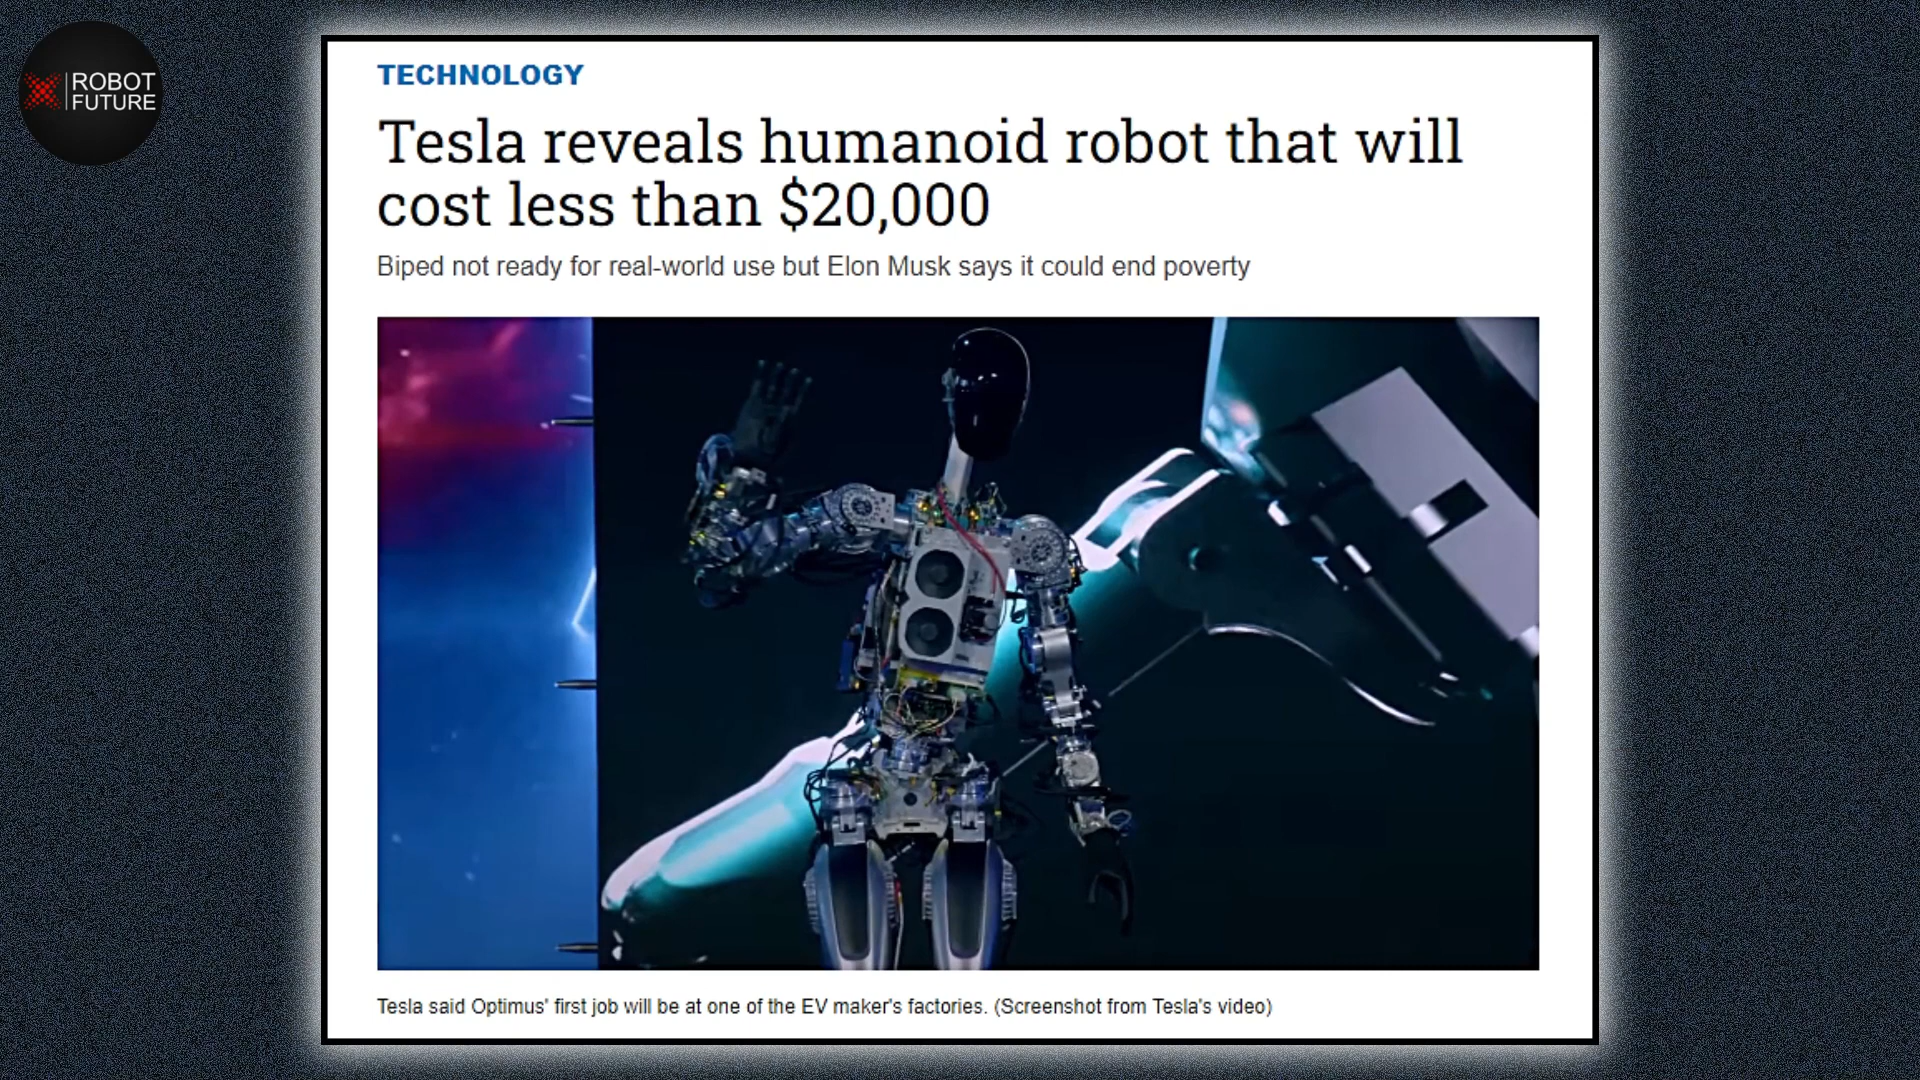 ROBOT
FUTURE
TECHNOLOGY
Tesla reveals humanoid robot that will
cost less than $20,000
Biped not ready for real-world use but Elon Musk says it could end poverty
Tesla said Optimus' first job will be at one of the EV maker's factories. (Screenshot from Tesla's video)